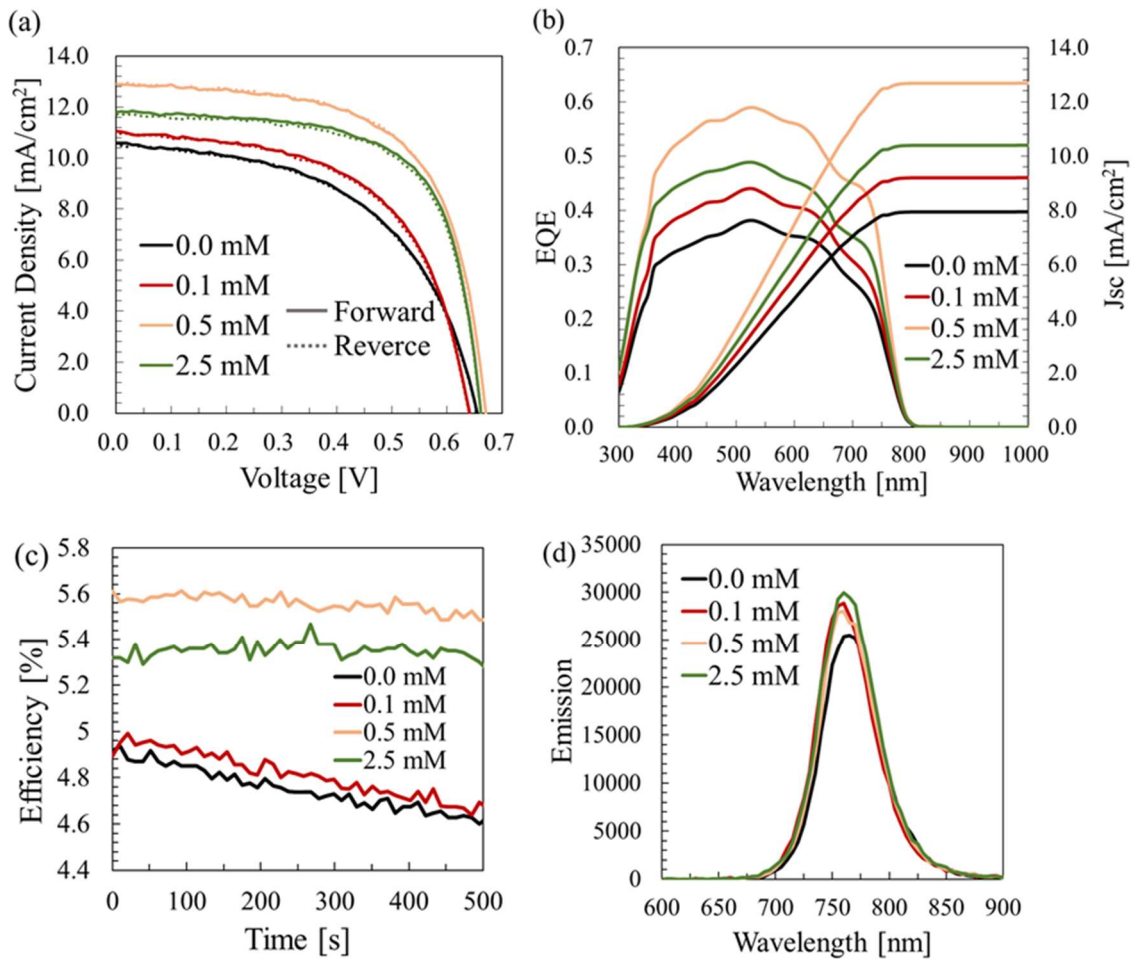 (a)
14.0
12.0
10.0
8.0
6.0
4.0
2.0
0.0
Current Density [mA/cm²]
0.0 mM
0.1 mM
0.5 mM
2.5 mM
Forward
Reverce
0.0 0.1 0.2 0.3 0.4 0.5 0.6 0.7
Voltage [V]
(b)
0.7
0.6
0.5
0.4
0.3
0.2
0.1
0.0
EQE
14.0
12.0
10.0
8.0
6.0
4.0
2.0
0.0
Jsc [mA/cm²]
0.0 mM
0.1 mM
0.5 mM
2.5 mM
300 400 500 600 700 800 900 1000
Wavelength [nm]
(c)
5.8
5.6
5.4
5.2
5
4.8
4.6
4.4
Efficiency [%]
0.0 mM
0.1 mM
0.5 mM
2.5 mM
0 100 200 300 400 500
Time [s]
(d)
35000
30000
25000
20000
15000
10000
5000
0
Emission
0.0 mM
0.1 mM
0.5 mM
2.5 mM
600 650 700 750 800 850 900
Wavelength [nm]